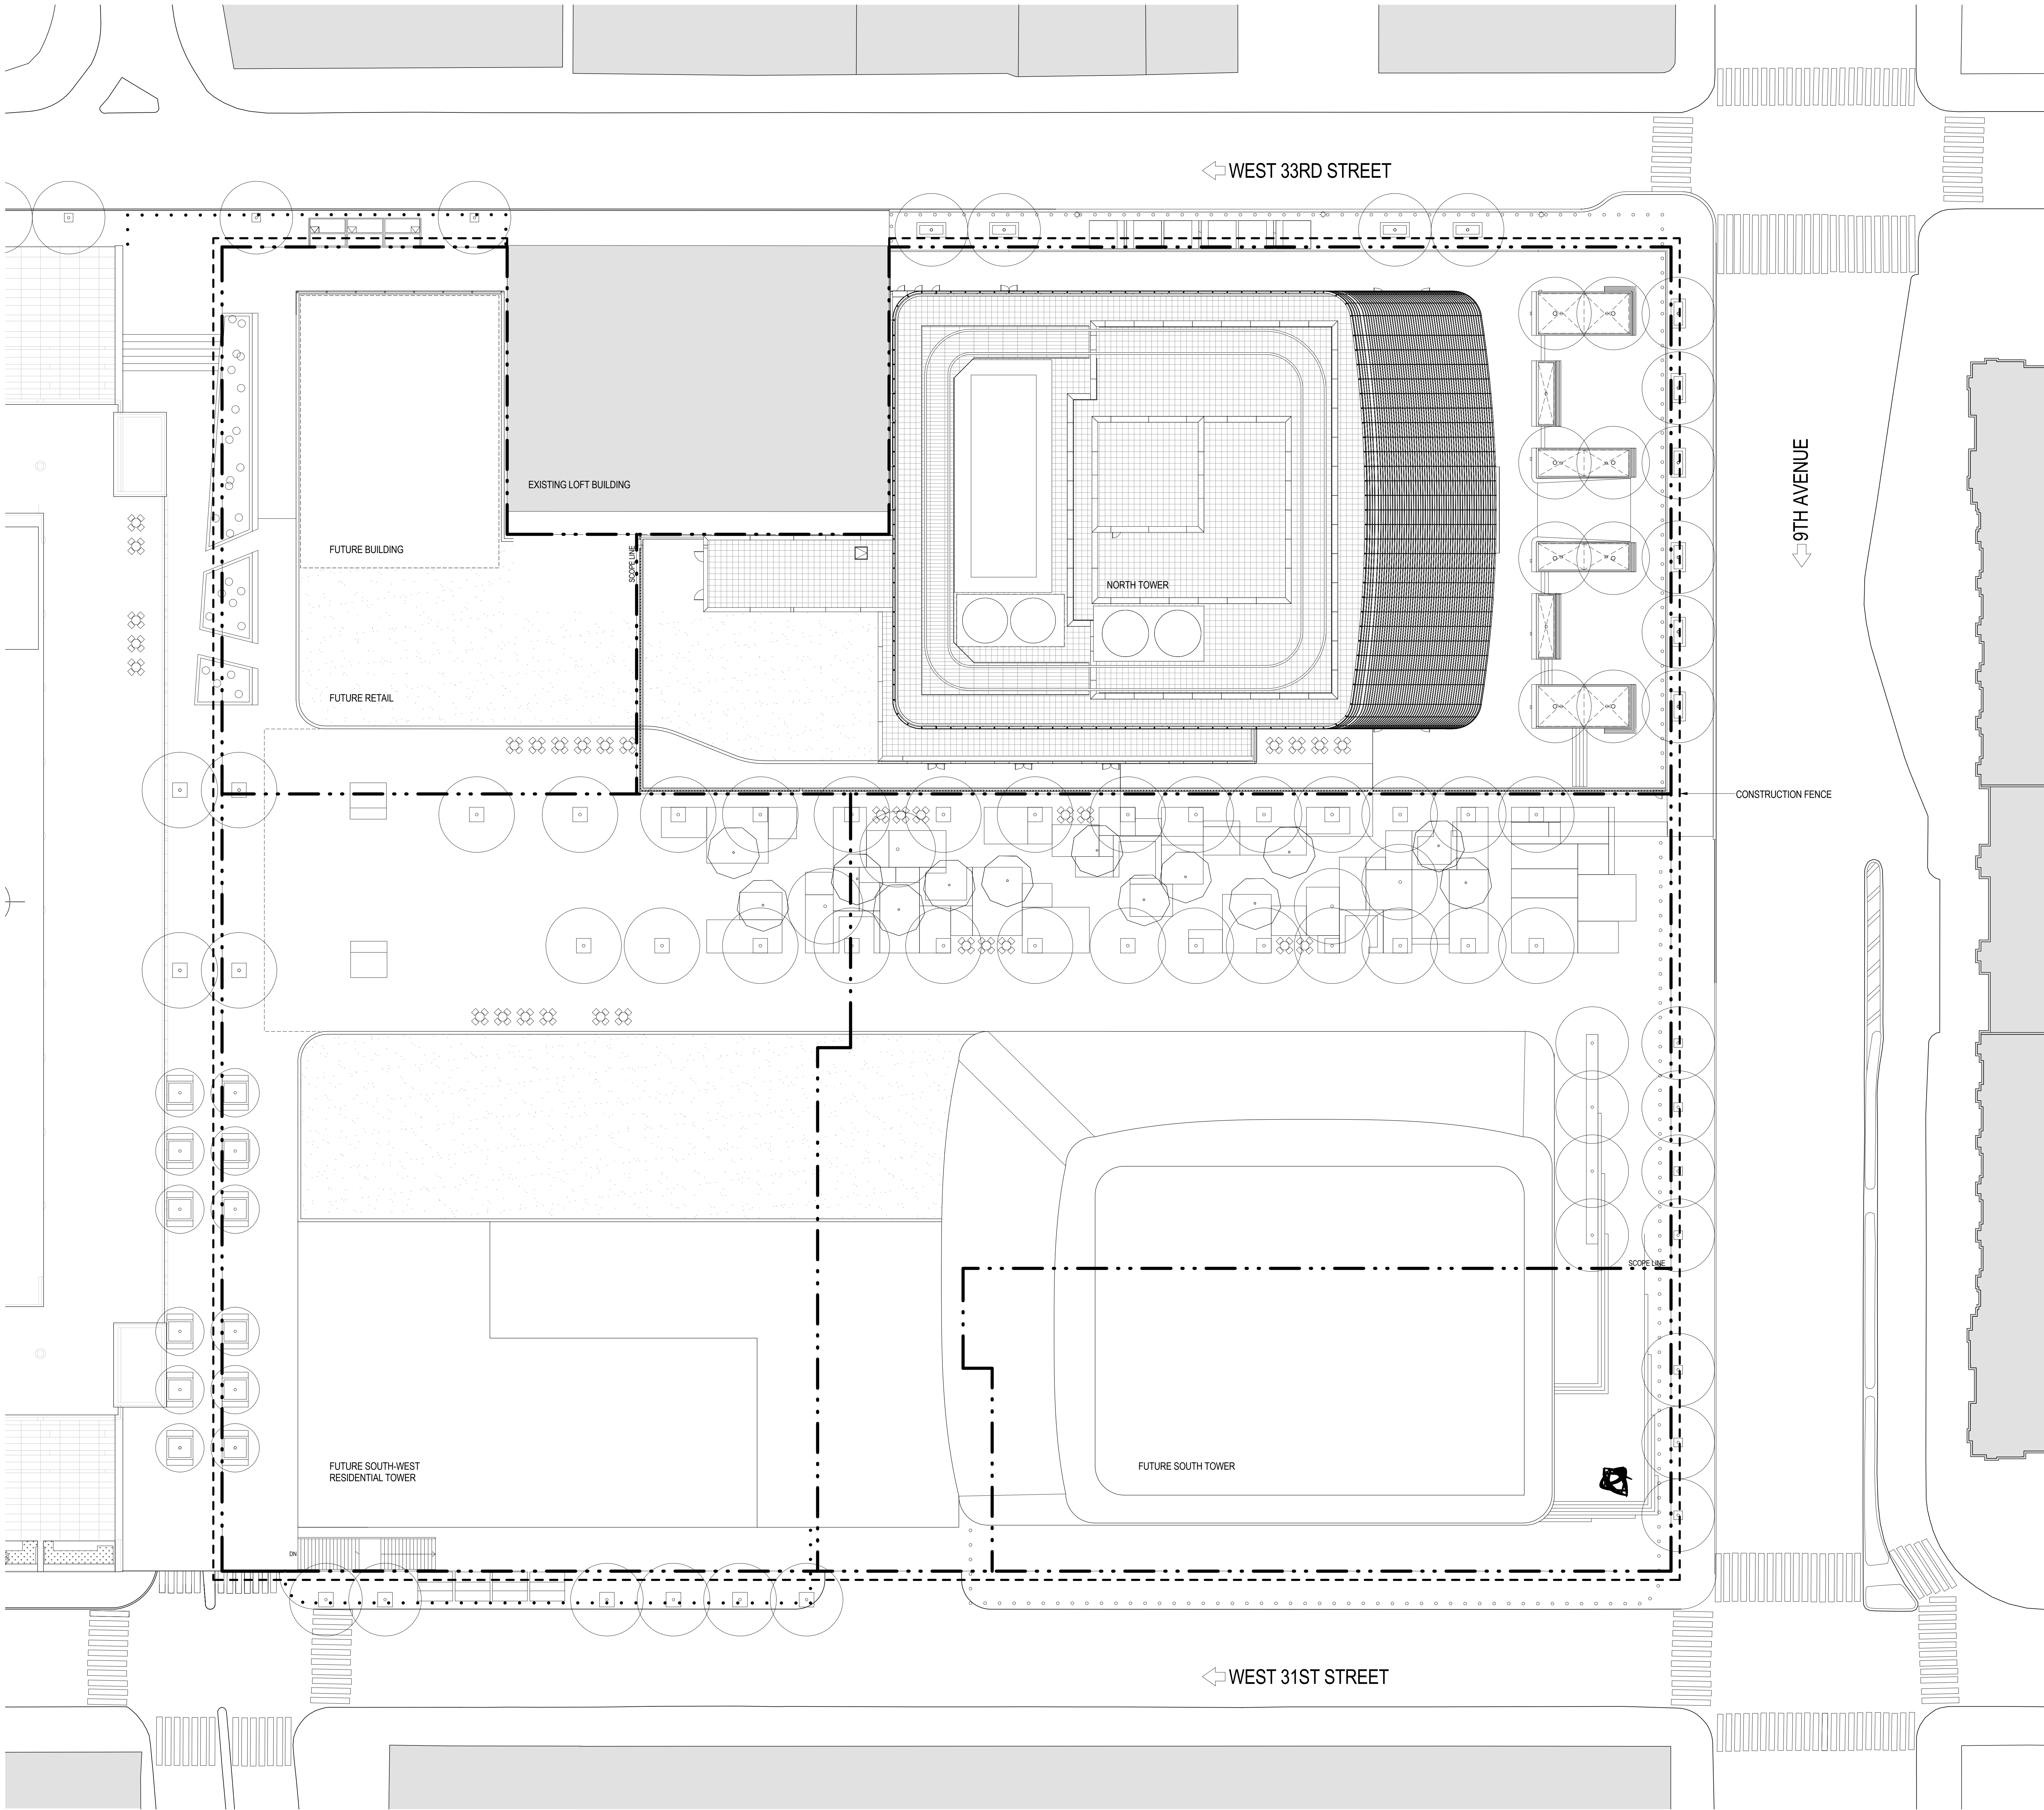 WEST 33RD STREET
9TH AVENUE
EXISTING LOFT BUILDING
FUTURE BUILDING
SCOPE LINE
NORTH TOWER
FUTURE RETAIL
CONSTRUCTION FENCE
SCOPE LINE
FUTURE SOUTH-WEST
RESIDENTIAL TOWER
FUTURE SOUTH TOWER
DN
WEST 31ST STREET